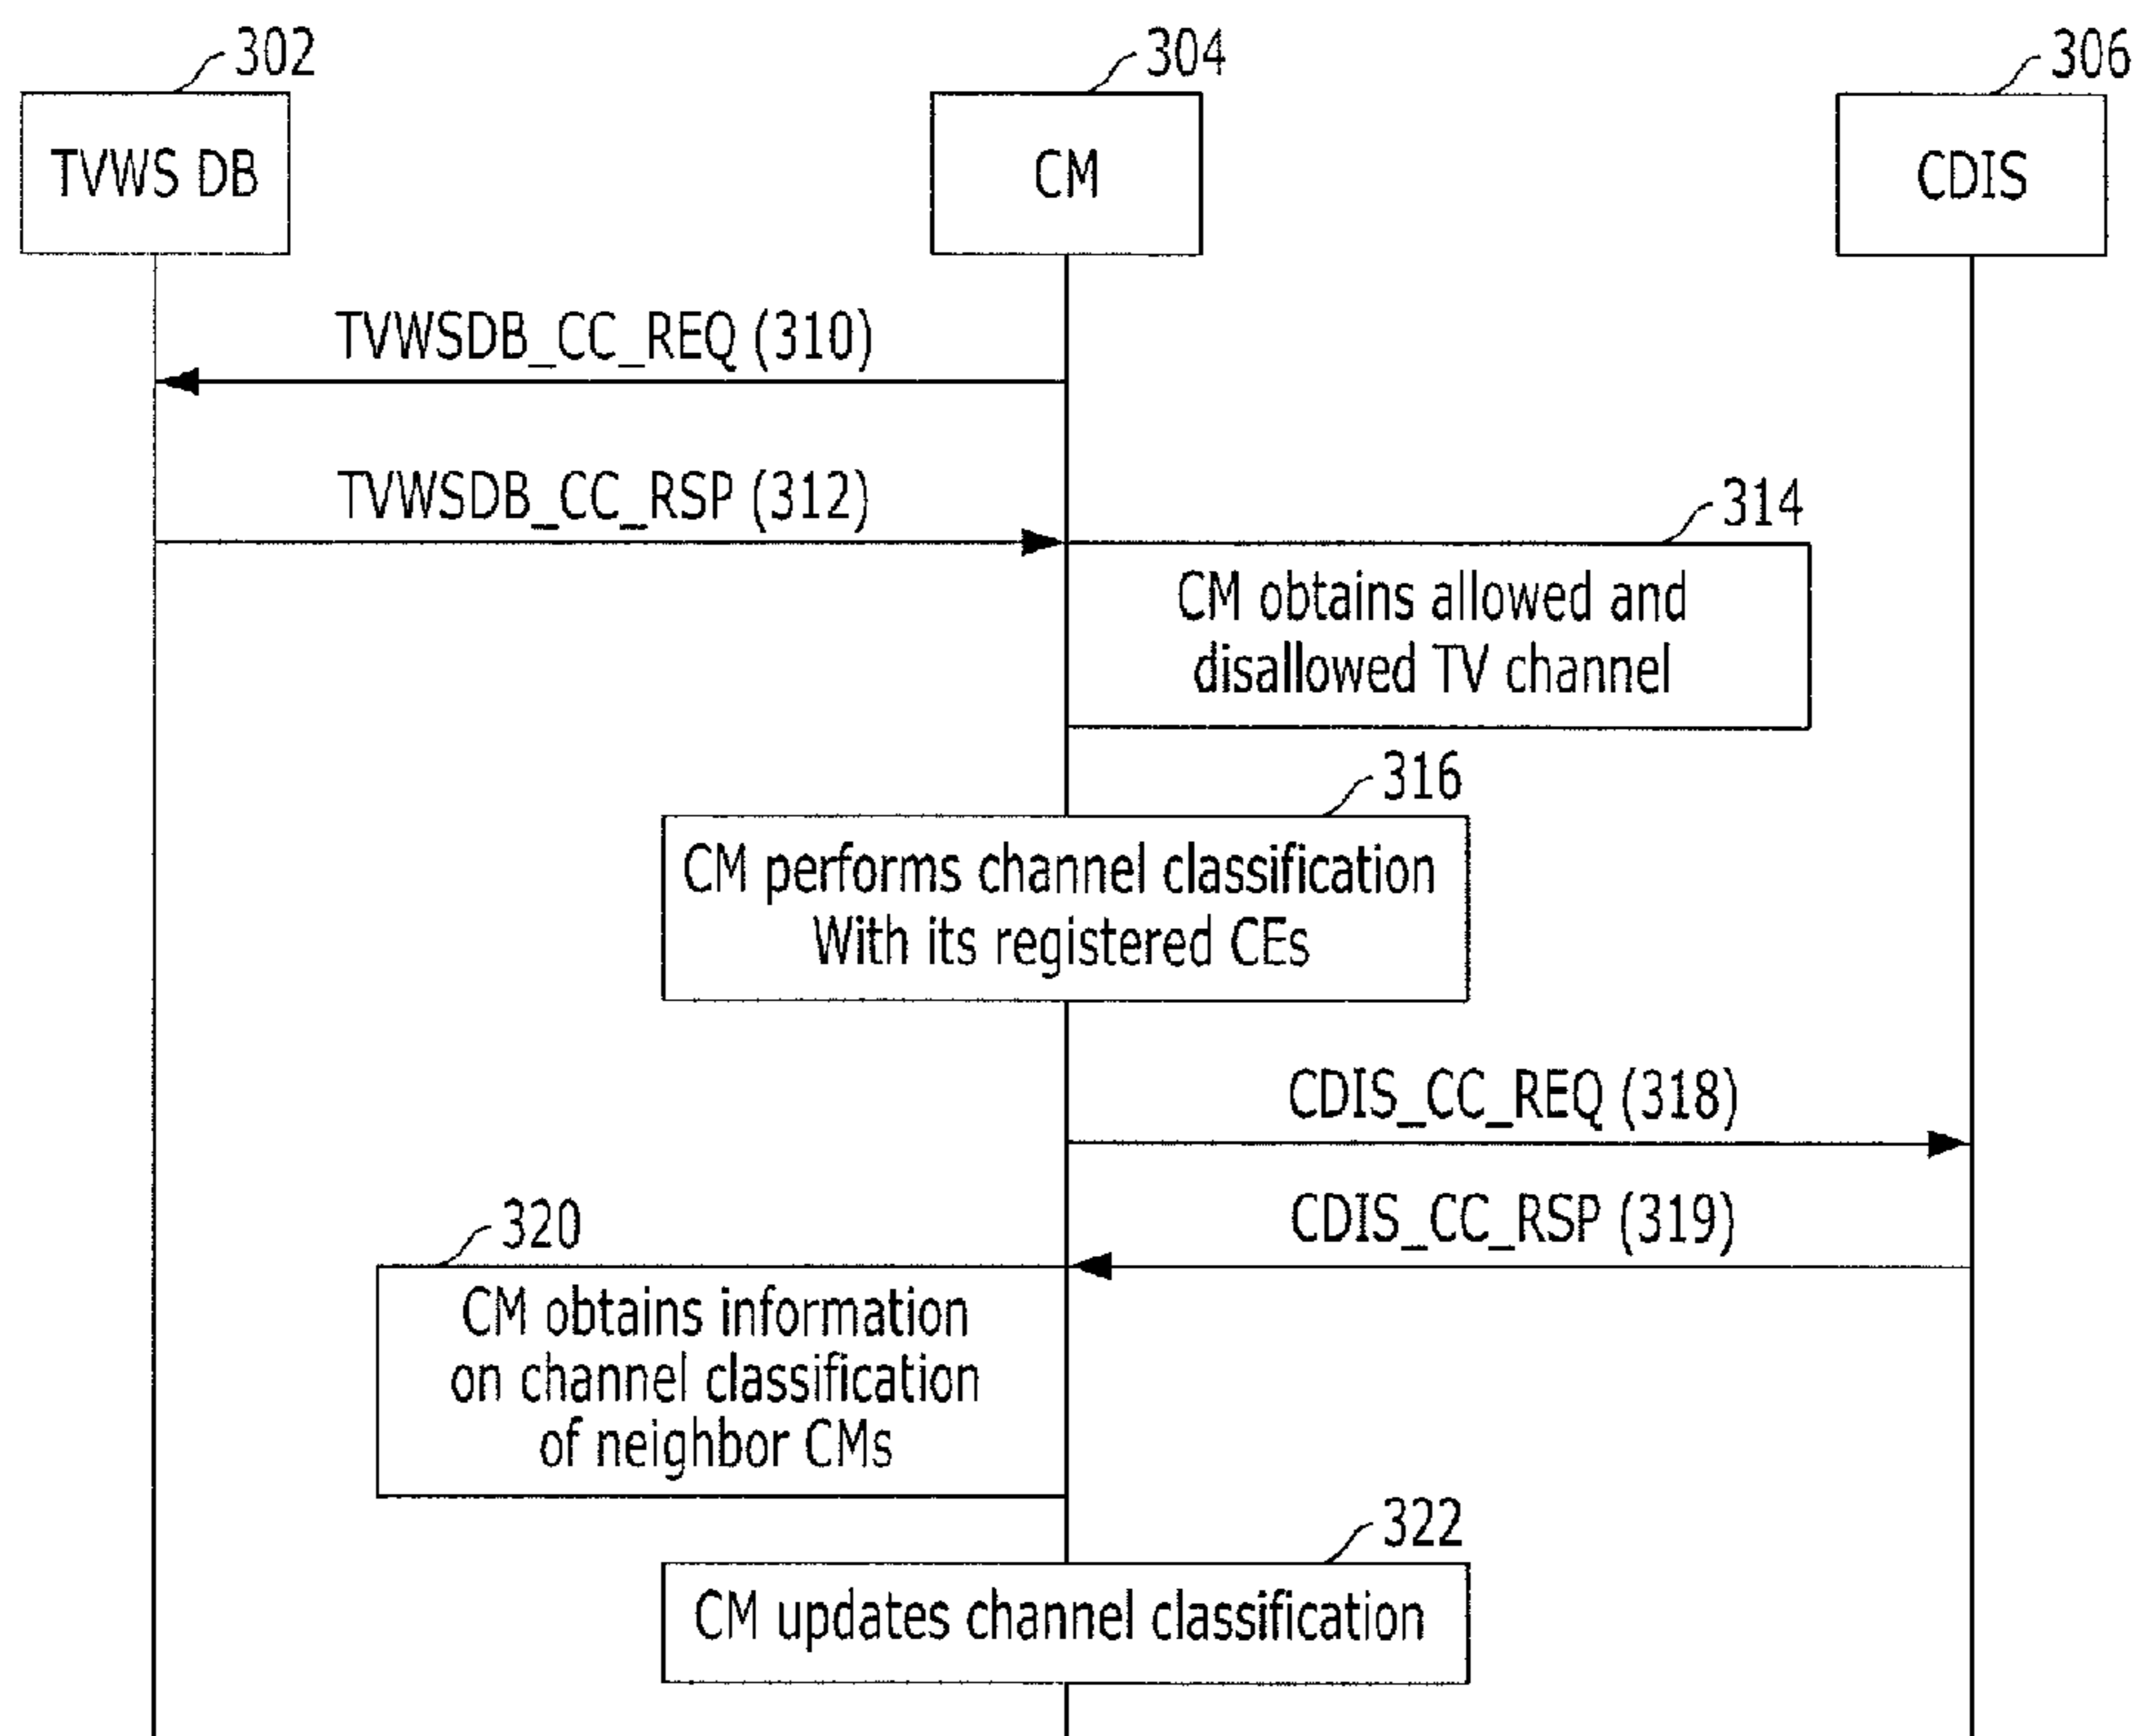 302
304
306
TVWS DB
CM
CDIS
TVWSDB_CC_REQ (310)
TVWSDB_CC_RSP (312)
314
CM obtains allowed and
disallowed TV channel
316
CM performs channel classification
With its registered CEs
CDIS_CC_REQ (318)
CDIS_CC_RSP (319)
320
CM obtains information
on channel classification
of neighbor CMs
322
CM updates channel classification